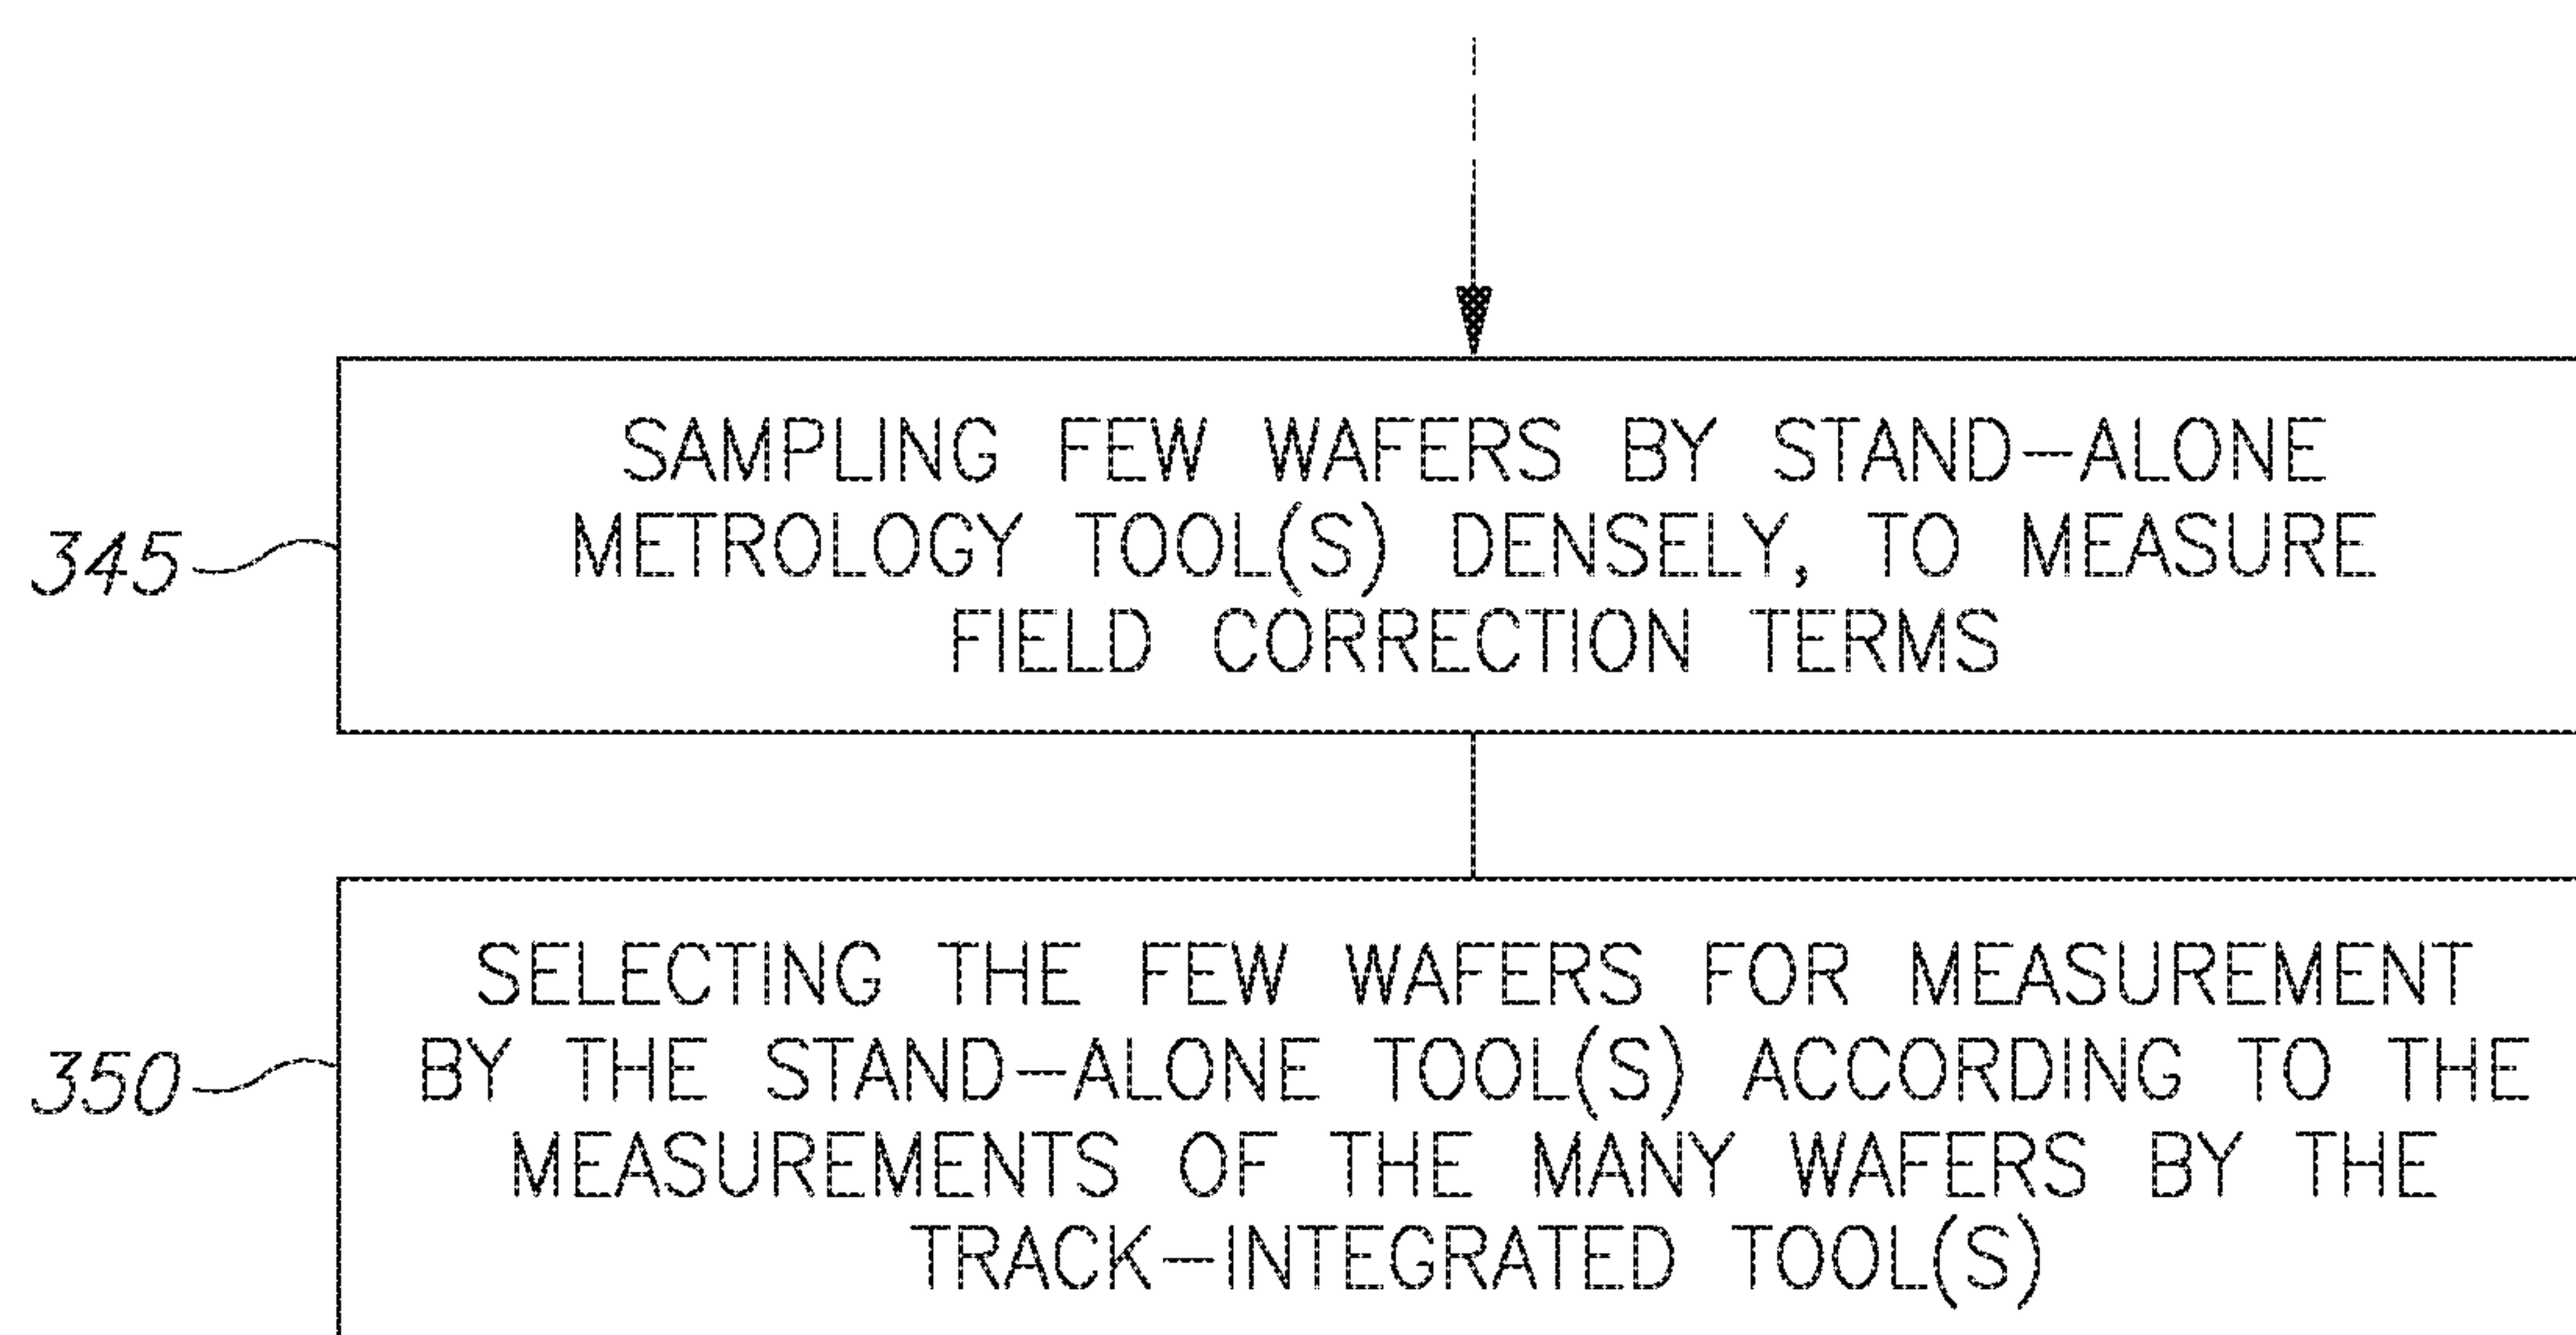 345
SAMPLING FEW WAFERS BY STAND-ALONE
METROLOGY TOOL(S) DENSELY, TO MEASURE
FIELD CORRECTION TERMS
350
SELECTING THE FEW WAFERS FOR MEASUREMENT
BY THE STAND-ALONE TOOL(S) ACCORDING TO THE
MEASUREMENTS OF THE MANY WAFERS BY THE
TRACK-INTEGRATED TOOL(S)